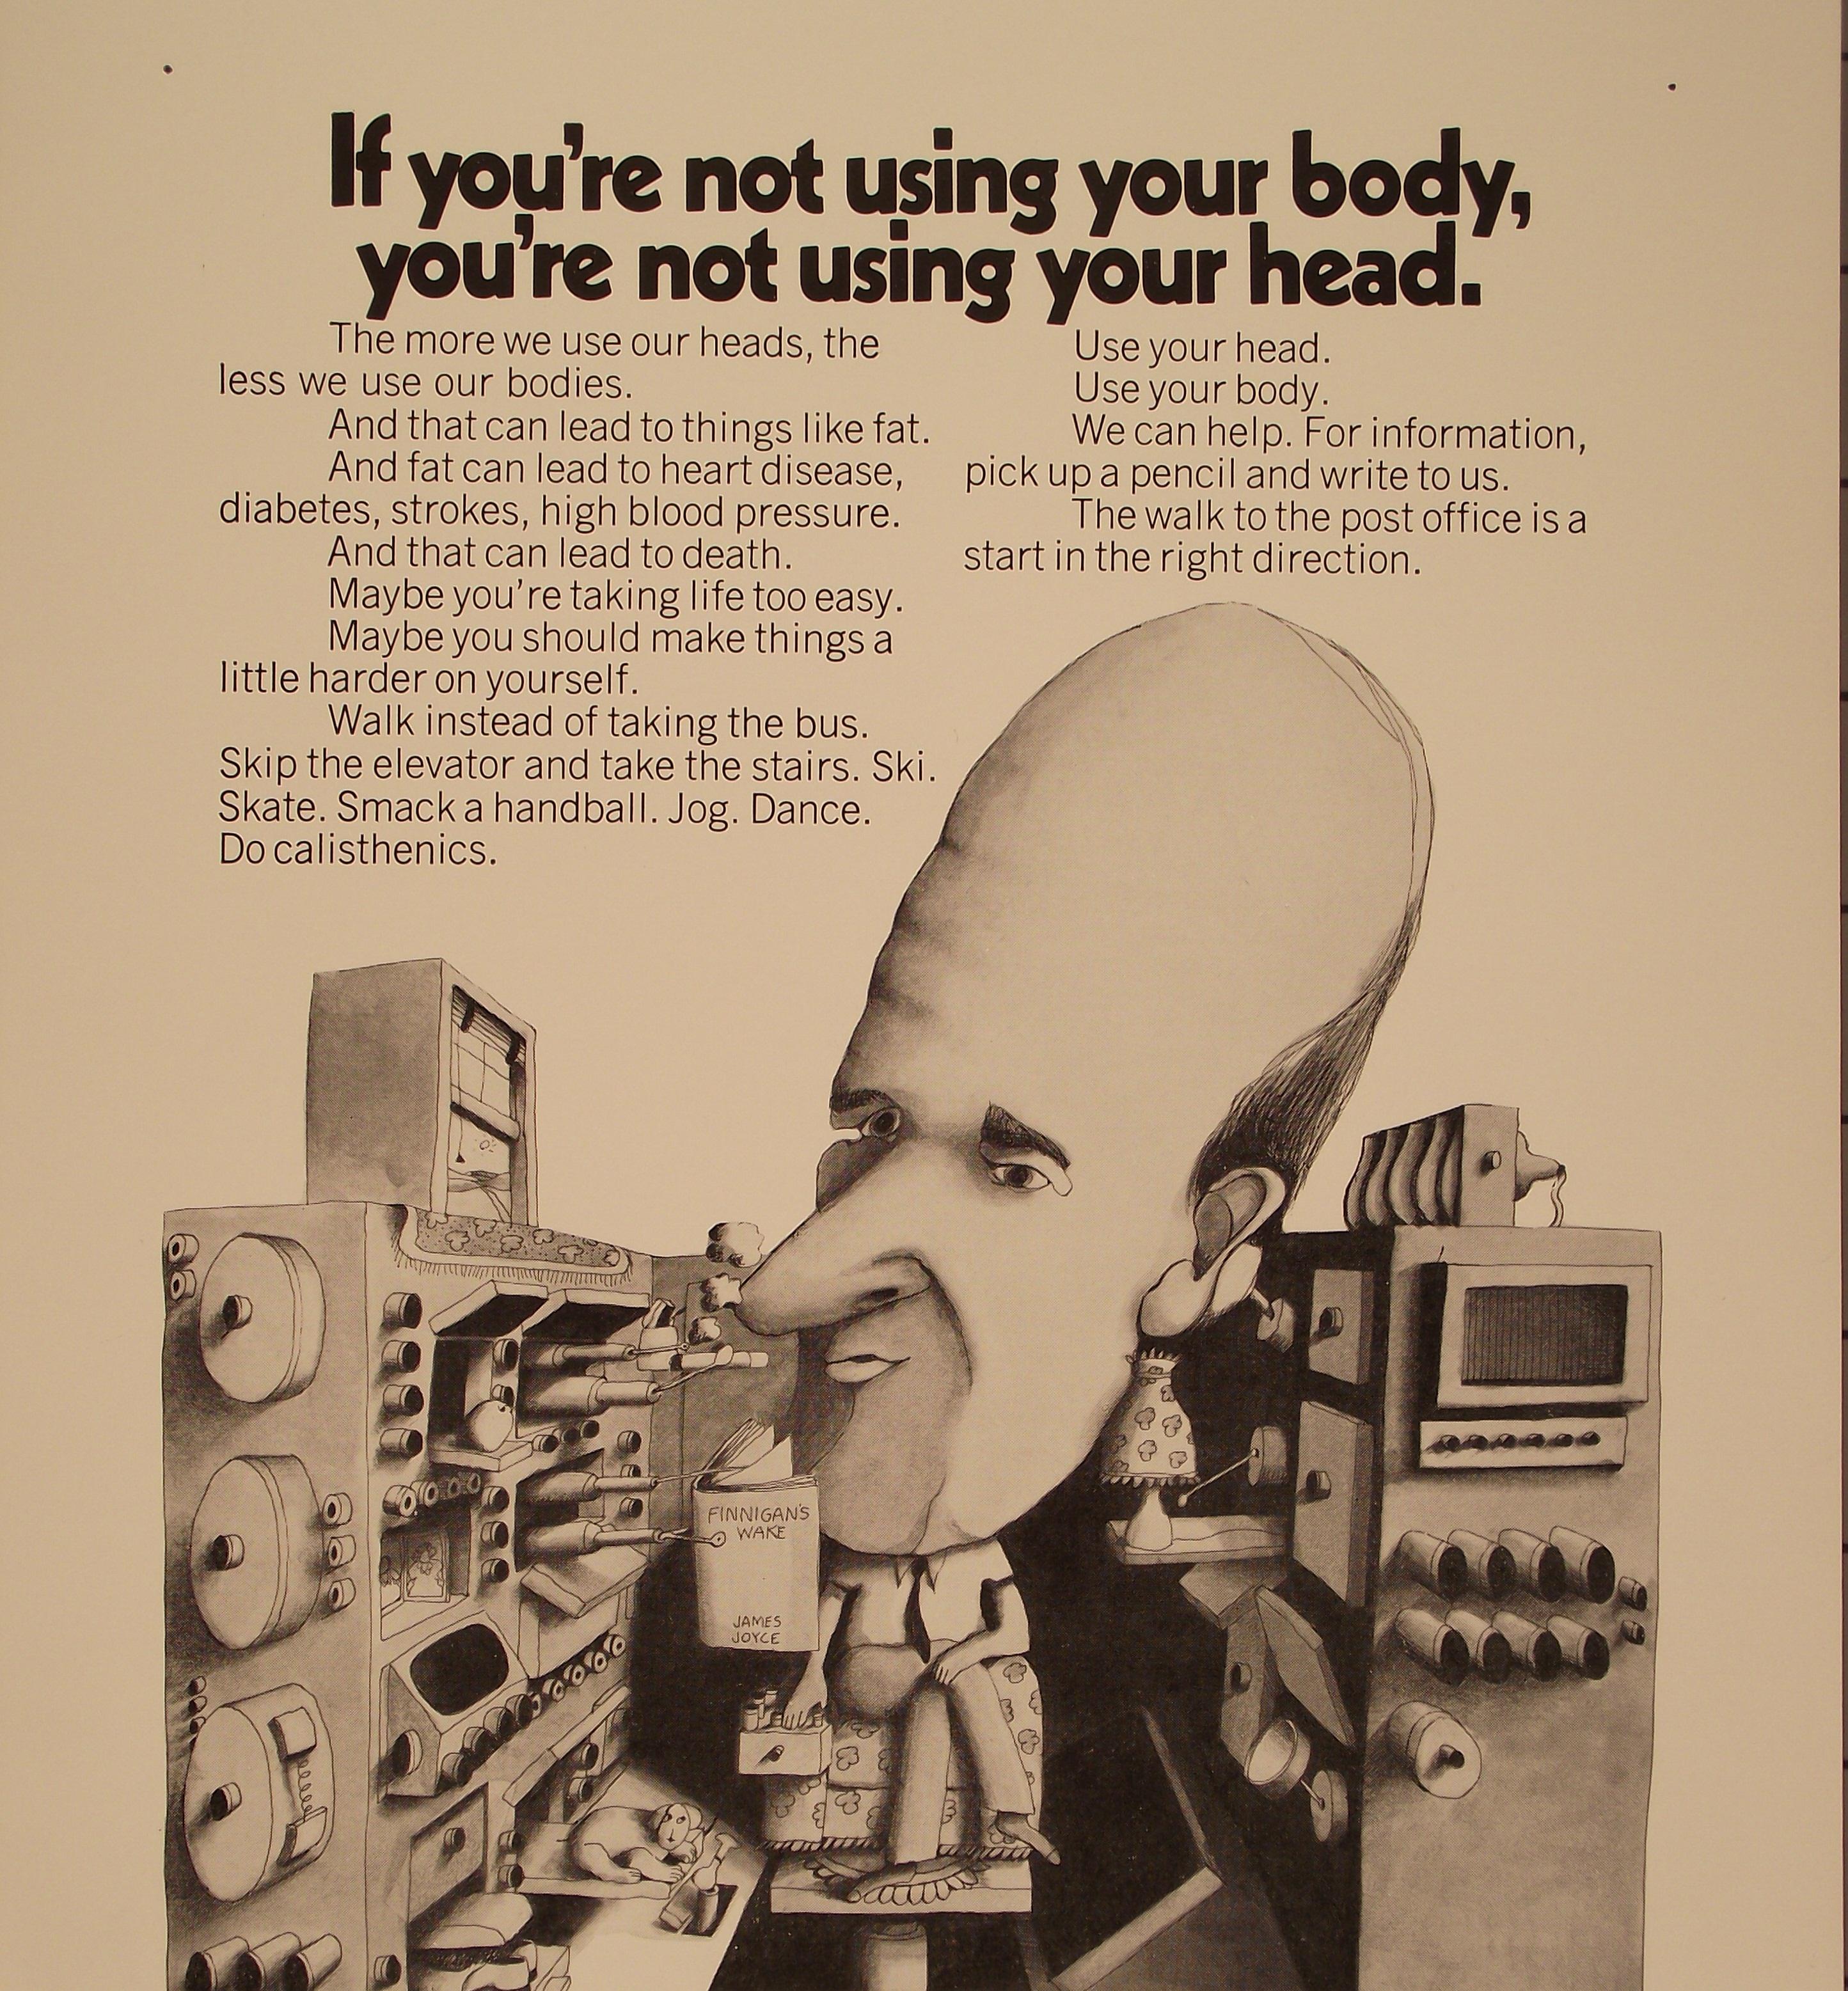 If you're not using your body,
you're not using your head.
The more we use our heads, the
less we use our bodies.
And that can lead to things like fat.
And fat can lead to heart disease,
diabetes, strokes, high blood pressure.
And that can lead to death.
Maybe you're taking life too easy.
Maybe you should make things a
little harder on yourself.
Walk instead of taking the bus.
Skip the elevator and take the stairs. Ski.
Skate. Smack a handball. Jog. Dance.
Do calisthenics.
Use your head.
Use your body.
We can help. For information,
pick up a pencil and write to us.
The walk to the post office is a
start in the right direction.
FINNIGAN'S
WAKE
JAMES
JOYCE